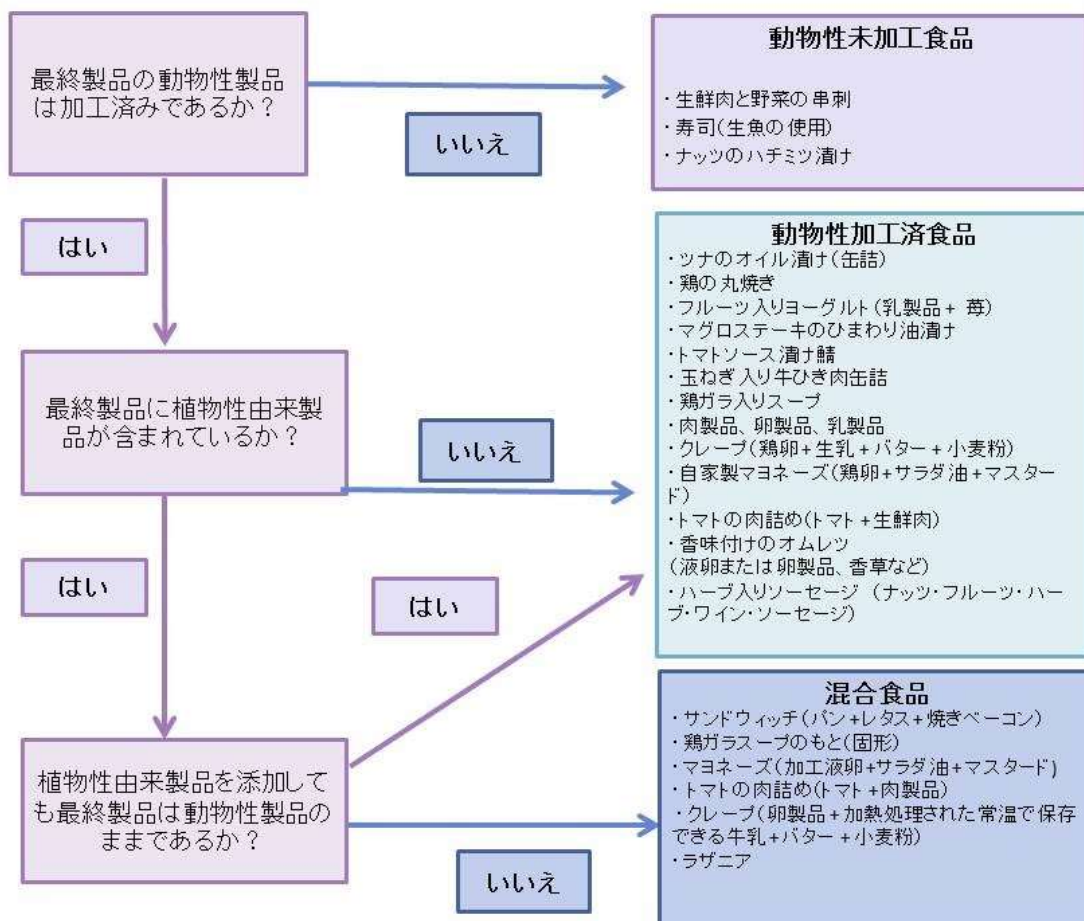 最終製品の動物性製品
は加工済みであるか？
いいえ
動物性未加工食品
・生鮮肉と野菜の串刺
・寿司(生魚の使用)
・ナッツのハチミツ漬け
はい
最終製品に植物性由来製
品が含まれているか？
いいえ
動物性加工済食品
・ツナのオイル漬け(缶詰)
・鶏の丸焼き
・フルーツ入りヨーグルト(乳製品＋ 苺)
・マグロステーキのひまわり油漬け
・トマトソース漬け鯖
・玉ねぎ入り牛ひき肉缶詰
・鶏ガラ入りスープ
・肉製品、卵製品、乳製品
・クレープ(鶏卵＋生乳＋バター＋小麦粉)
・自家製マヨネーズ(鶏卵＋サラダ油＋マスター
ド)
・トマトの肉詰め(トマト＋生鮮肉)
・香味付けのオムレツ
(液卵または卵製品、香草など)
・ハーブ入りソーセージ (ナッツ・フルーツ・ハー
ブ・ワイン・ソーセージ)
はい
はい
植物性由来製品を添加して
も最終製品は動物性製品の
ままであるか？
いいえ
混合食品
・サンドウィッチ(パン＋レタス＋焼きベーコン)
・鶏ガラスープのもと(固形)
・マヨネーズ(加工液卵＋サラダ油＋マスタード)
・トマトの肉詰め(トマト＋肉製品)
・クレープ(卵製品＋加熱処理された常温で保存
できる牛乳＋バター＋小麦粉)
・ラザニア